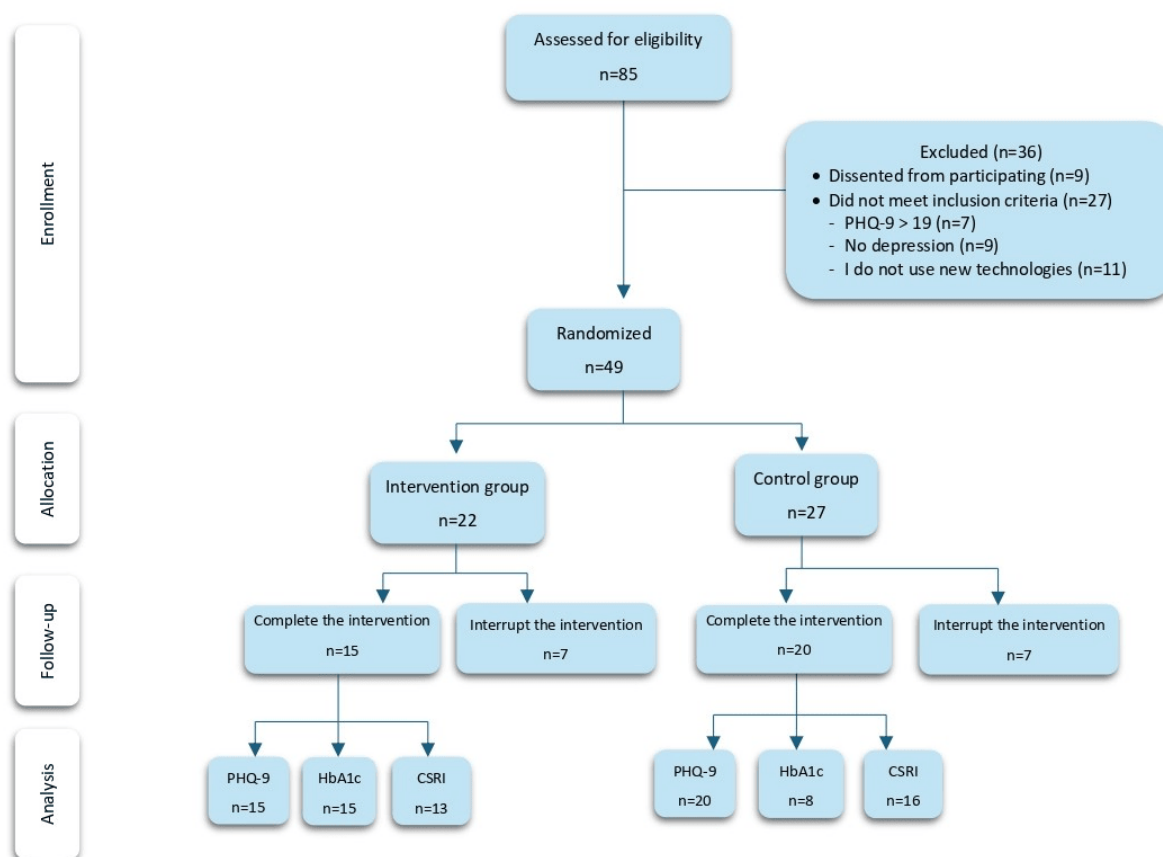 Enrollment
Assessed for eligibility
n=85
Excluded (n=36)
• Dissented from participating (n=9)
• Did not meet inclusion criteria (n=27)
- PHQ-9 > 19 (n=7)
- No depression (n=9)
- I do not use new technologies (n=11)
Randomized
n=49
Allocation
Intervention group
n=22
Control group
n=27
Follow-up
Complete the intervention
n=15
Interrupt the intervention
n=7
Complete the intervention
n=20
Interrupt the intervention
n=7
Analysis
PHQ-9
n=15
HbA1c
n=15
CSRI
n=13
PHQ-9
n=20
HbA1c
n=8
CSRI
n=16